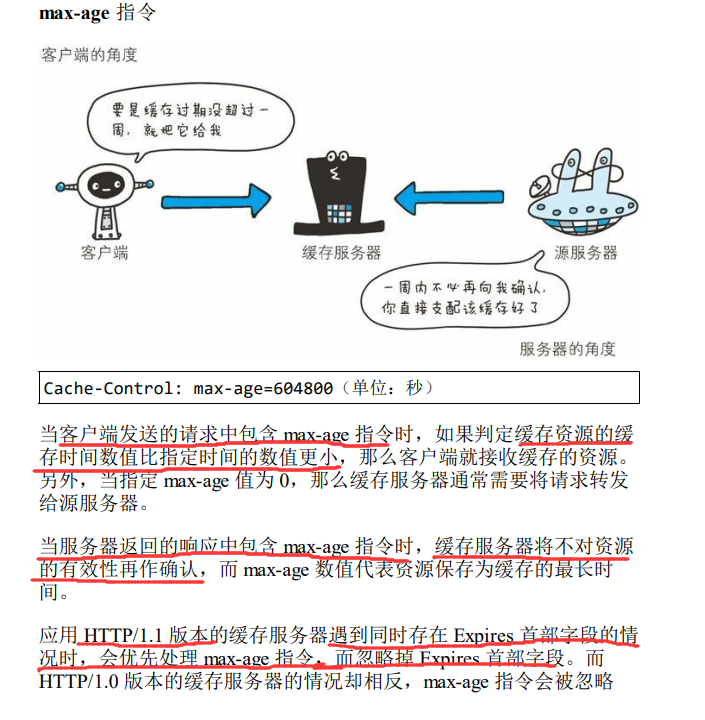 max-age 指令
客户端的角度
要是缓存过期没超过一
周，就把它给我
客户端
缓存服务器
源服务器
一周内不必再向我确认，
你直接支配该缓存好了
服务器的角度
Cache-Control: max-age=604800（单位：秒）
当客户端发送的请求中包含 max-age 指令时，如果判定缓存资源的缓
存时间数值比指定时间的数值更小，那么客户端就接收缓存的资源。
另外，当指定 max-age 值为 0，那么缓存服务器通常需要将请求转发
给源服务器。
当服务器返回的响应中包含 max-age 指令时，缓存服务器将不对资源
的有效性再作确认，而 max-age 数值代表资源保存为缓存的最长时
间。
应用 HTTP/1.1 版本的缓存服务器遇到同时存在 Expires 首部字段的情
况时，会优先处理 max-age 指令，而忽略掉 Expires 首部字段。而
HTTP/1.0 版本的缓存服务器的情况却相反，max-age 指令会被忽略